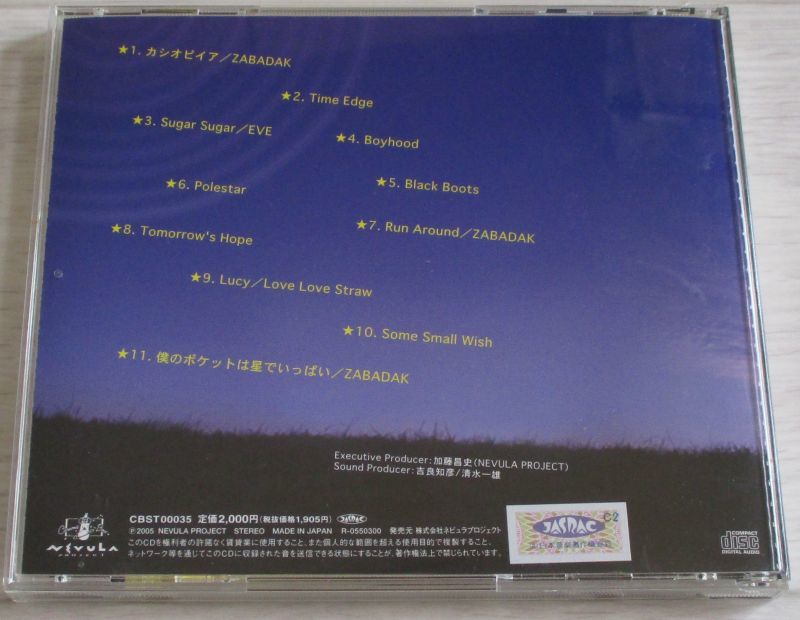 ★1. カシオピイア／ZABADAK
★2. Time Edge
★3. Sugar Sugar／EVE
★4. Boyhood
★5. Black Boots
★6. Polestar
★7. Run Around／ZABADAK
★8. Tomorrow's Hope
★9. Lucy／Love Love Straw
★10. Some Small Wish
★11. 僕のポケットは星でいっぱい／ZABADAK
Executive Producer:加藤昌史(NEVULA PROJECT)
Sound Producer:吉良知彦/清水一雄
CBST00035 定価2,000円(税抜価格1,905円) JASRAC
Ⓟ2005 NEVULA PROJECT STEREO MADE IN JAPAN R-0550300 発売元 株式会社ネビュラプロジェクト
このCDを権利者の許諾なく賃貸業に使用すること、また個人的な範囲を超える使用目的で複製すること、
ネットワーク等を通じてこのCDに収録された音を送信できる状態にすることが、著作権法上で禁じられています。
NEVULA
PROJECT
JASRAC
C2
COMPACT
disc
DIGITAL AUDIO